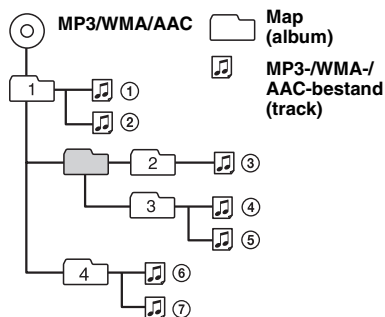 MP3/WMA/AAC
Map
(album)
MP3-/WMA-/
AAC-bestand
(track)
1
①
②
2
③
3
④
⑤
4
⑥
⑦